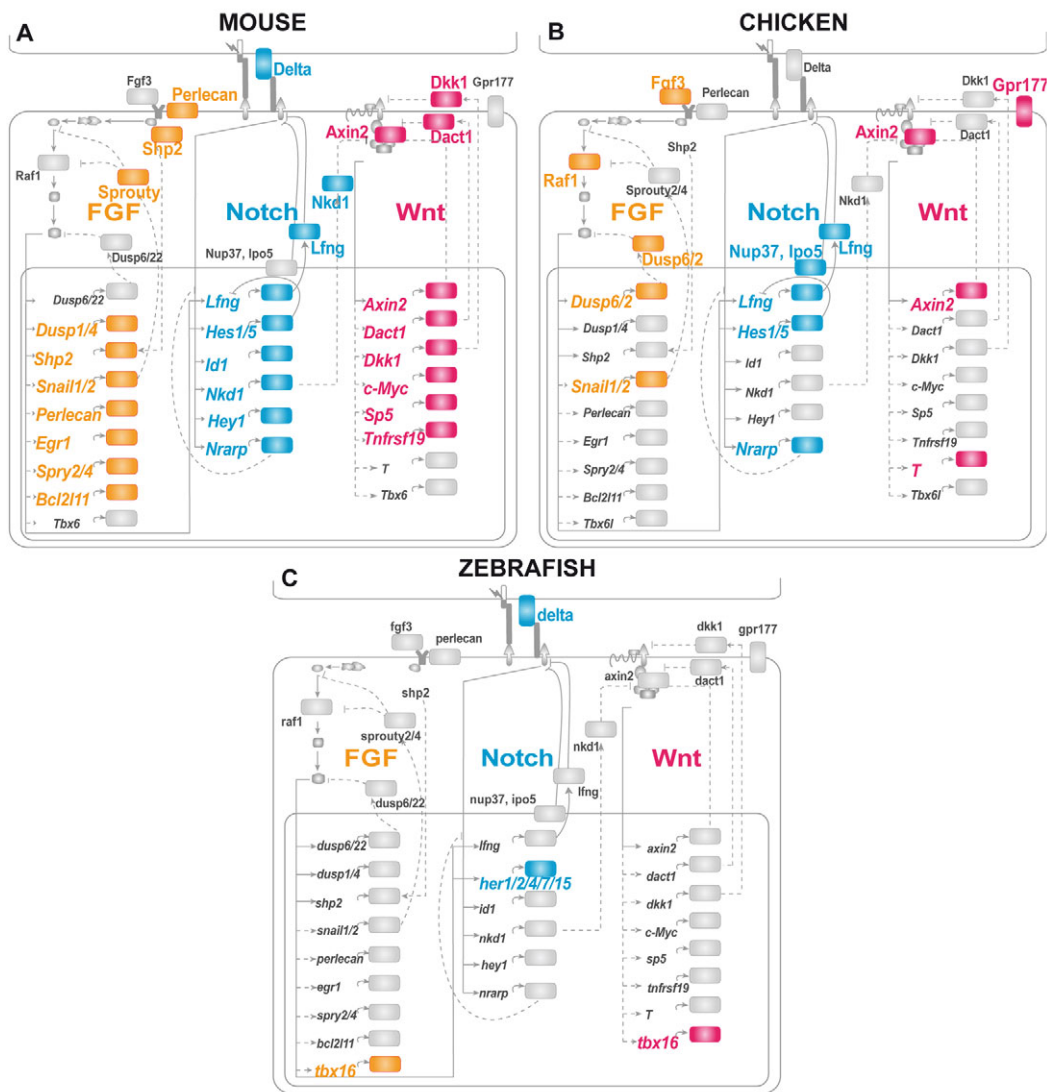 A
MOUSE
Delta
Fgf3
Perlecan
Shp2
Dkk1
Gpr177
Axin2
Dact1
Raf1
Sprouty
FGF
Nkd1
Notch
Wnt
Lfng
Dusp6/22
Nup37, Ipo5
Dusp6/22
Dusp1/4
Shp2
Snail1/2
Perlecan
Egr1
Spry2/4
Bcl2l11
Tbx6
Lfng
Hes1/5
Id1
Nkd1
Hey1
Nrarp
Axin2
Dact1
Dkk1
c-Myc
Sp5
Tnfrsf19
T
Tbx6
B
CHICKEN
Delta
Fgf3
Perlecan
Shp2
Dkk1
Gpr177
Axin2
Dact1
Raf1
Sprouty2/4
FGF
Nkd1
Notch
Wnt
Lfng
Dusp6/2
Nup37, Ipo5
Dusp6/2
Dusp1/4
Shp2
Snail1/2
Perlecan
Egr1
Spry2/4
Bcl2l11
Tbx6l
Lfng
Hes1/5
Id1
Nkd1
Hey1
Nrarp
Axin2
Dact1
Dkk1
c-Myc
Sp5
Tnfrsf19
T
Tbx6l
C
ZEBRAFISH
delta
fgf3
perlecan
shp2
dkk1
gpr177
axin2
dact1
raf1
sprouty2/4
FGF
nkd1
Notch
Wnt
lfng
dusp6/22
nup37, ipo5
dusp6/22
dusp1/4
shp2
snail1/2
perlecan
egr1
spry2/4
bcl2l11
tbx16
lfng
her1/2/4/7/15
id1
nkd1
hey1
nrarp
axin2
dact1
dkk1
c-Myc
sp5
tnfrsf19
T
tbx16